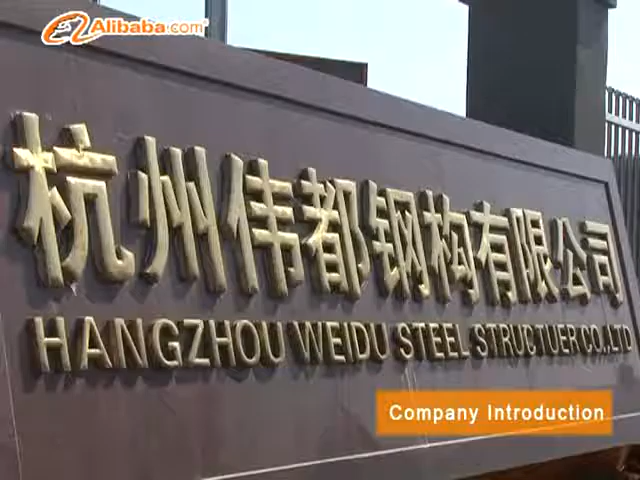 Alibaba.com®
杭州伟都钢构有限公司
HANGZHOU WEIDU STEEL STRUCTUER CO.,LTD
Company Introduction